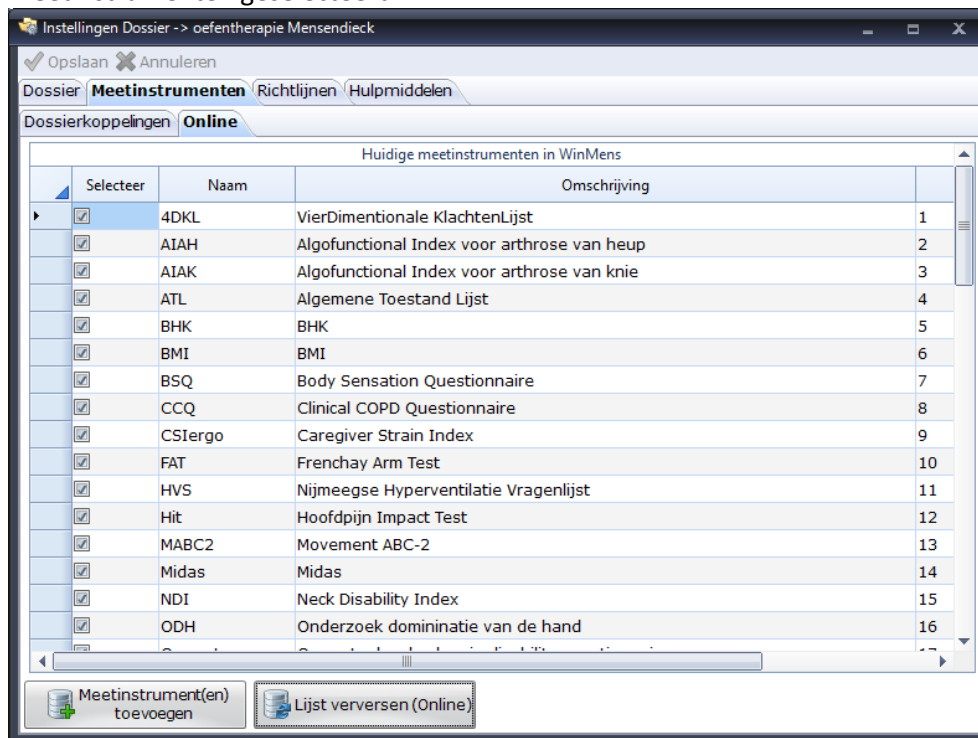 Instellingen Dossier -> oefentherapie Mensendieck
Opslaan Annuleren
Dossier Meetinstrumenten Richtlijnen Hulpmiddelen
Dossierkoppelingen Online
Huidige meetinstrumenten in WinMens
Selecteer Naam Omschrijving
4DKL VierDimentionale KlachtenLijst 1
AIAH Algofunctional Index voor arthrose van heup 2
AIAK Algofunctional Index voor arthrose van knie 3
ATL Algemene Toestand Lijst 4
BHK BHK 5
BMI BMI 6
BSQ Body Sensation Questionnaire 7
CCQ Clinical COPD Questionnaire 8
CSIergo Caregiver Strain Index 9
FAT Frenchay Arm Test 10
HVS Nijmeegse Hyperventilatie Vragenlijst 11
Hit Hoofdpijn Impact Test 12
MABC2 Movement ABC-2 13
Midas Midas 14
NDI Neck Disability Index 15
ODH Onderzoek domininatie van de hand 16
Meetinstrument(en)
toevoegen
Lijst verversen (Online)